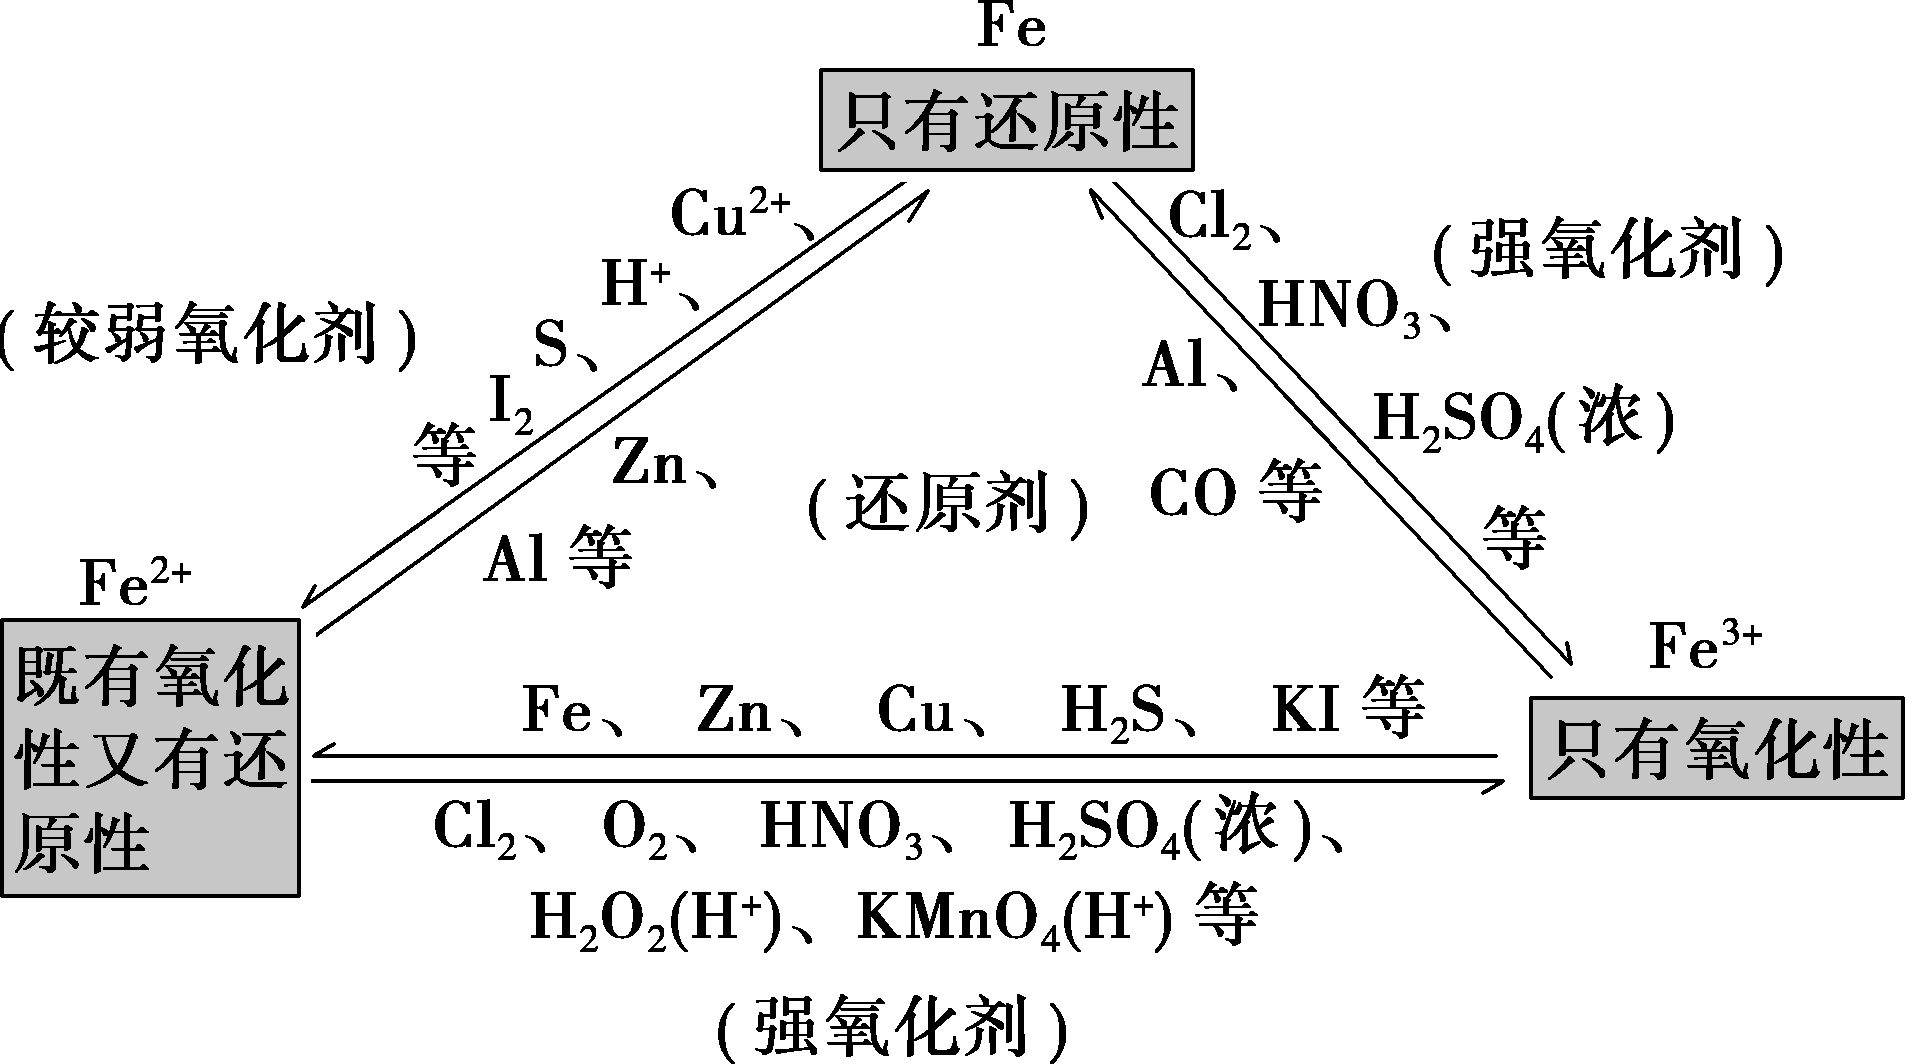 Fe
只有还原性
Cu²⁺、
Cl₂、
(强氧化剂)
H⁺、
HNO₃、
(较弱氧化剂)
S、
Al、
I₂
H₂SO₄(浓)
等
Zn、
(还原剂)
CO 等
等
Al 等
Fe²⁺
既有氧化
性又有还
原性
Fe³⁺
只有氧化性
Fe、 Zn、 Cu、 H₂S、 KI 等
Cl₂、 O₂、 HNO₃、 H₂SO₄(浓)、
H₂O₂(H⁺)、 KMnO₄(H⁺) 等
(强氧化剂)